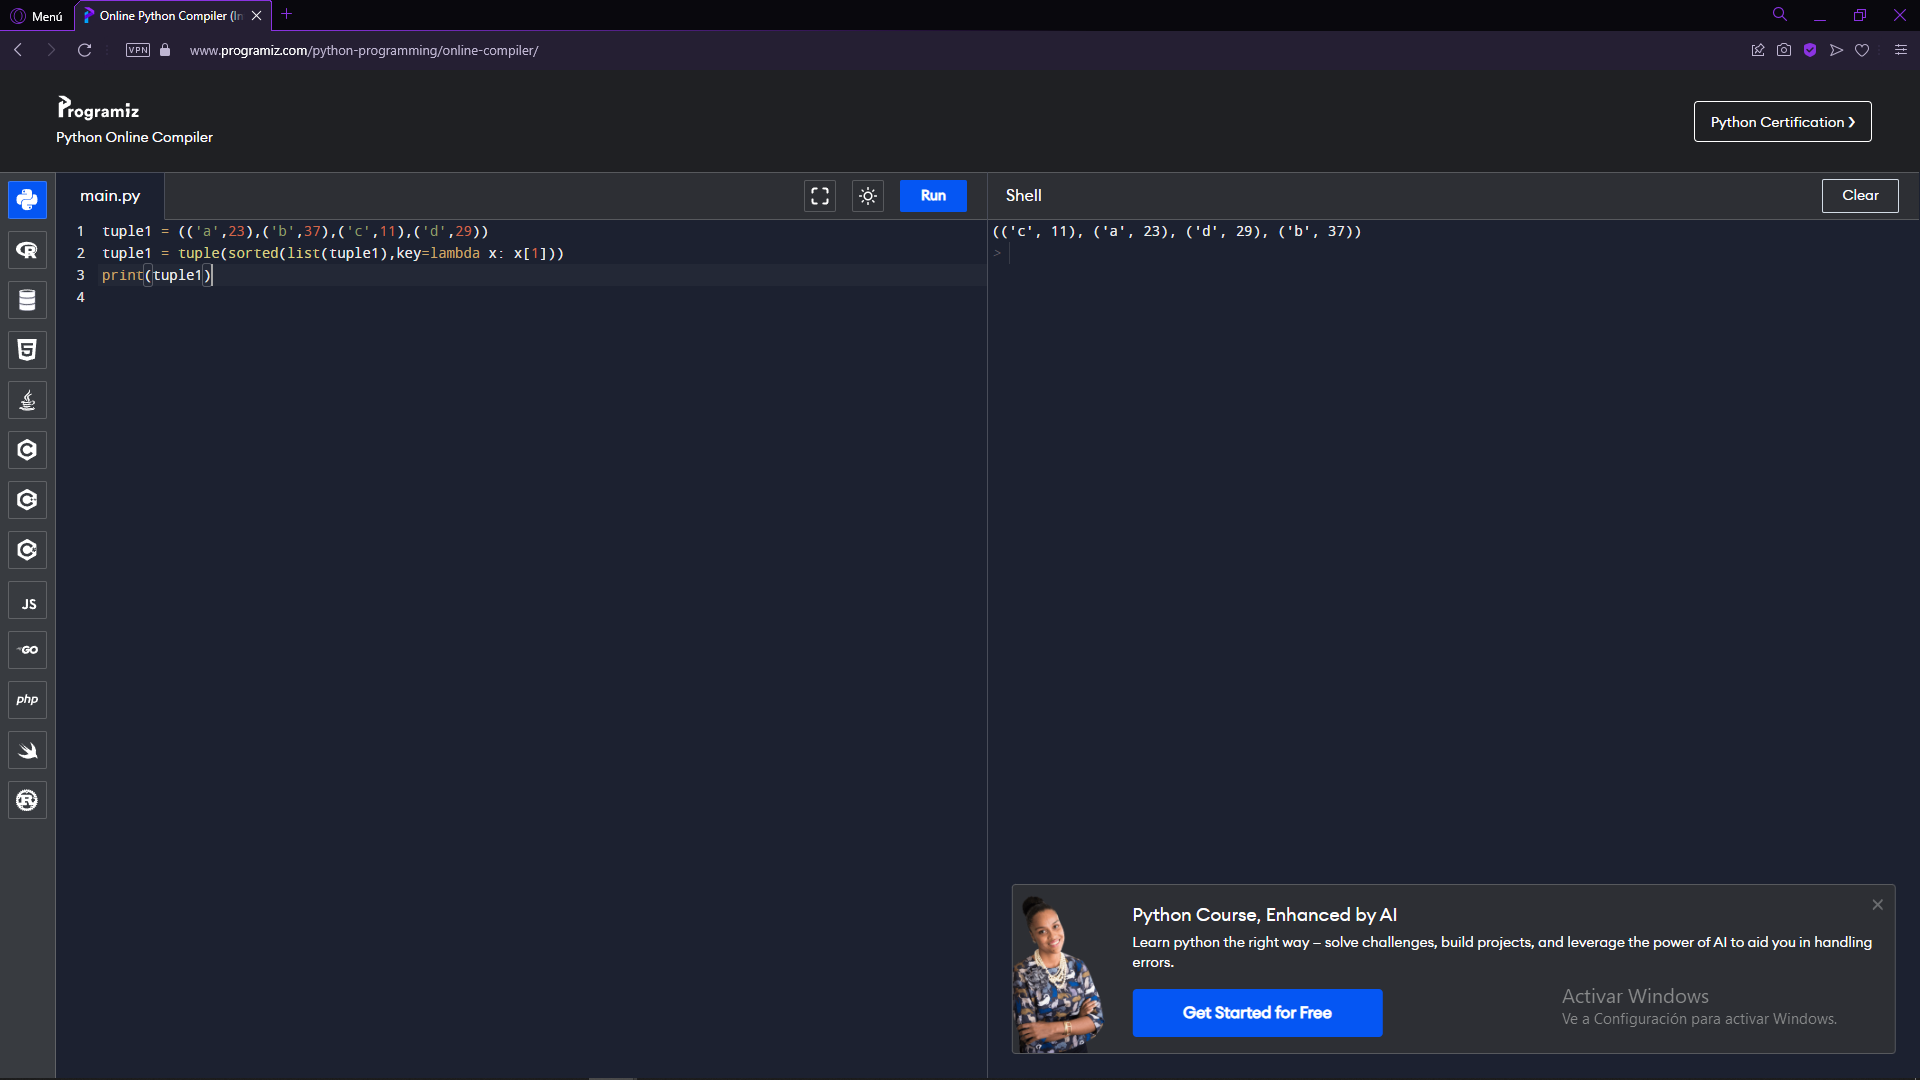 Menú
Online Python Compiler (In
VPN
www.programiz.com/python-programming/online-compiler/
Programiz
Python Online Compiler
Python Certification ❯
main.py
Run
Shell
Clear
1 tuple1 = (('a',23),('b',37),('c',11),('d',29))
2 tuple1 = tuple(sorted(list(tuple1),key=lambda x: x[1]))
3 print(tuple1)
4
(('c', 11), ('a', 23), ('d', 29), ('b', 37))
>
JS
GO
php
Python Course, Enhanced by AI
Learn python the right way – solve challenges, build projects, and leverage the power of AI to aid you in handling
errors.
Get Started for Free
Activar Windows
Ve a Configuración para activar Windows.